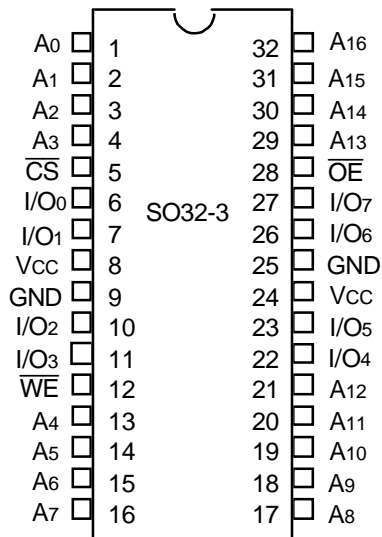 A0 1 32 A16
A1 2 31 A15
A2 3 30 A14
A3 4 29 A13
C̅S̅ 5 28 O̅E̅
I/O0 6 SO32-3 27 I/O7
I/O1 7 26 I/O6
VCC 8 25 GND
GND 9 24 VCC
I/O2 10 23 I/O5
I/O3 11 22 I/O4
W̅E̅ 12 21 A12
A4 13 20 A11
A5 14 19 A10
A6 15 18 A9
A7 16 17 A8